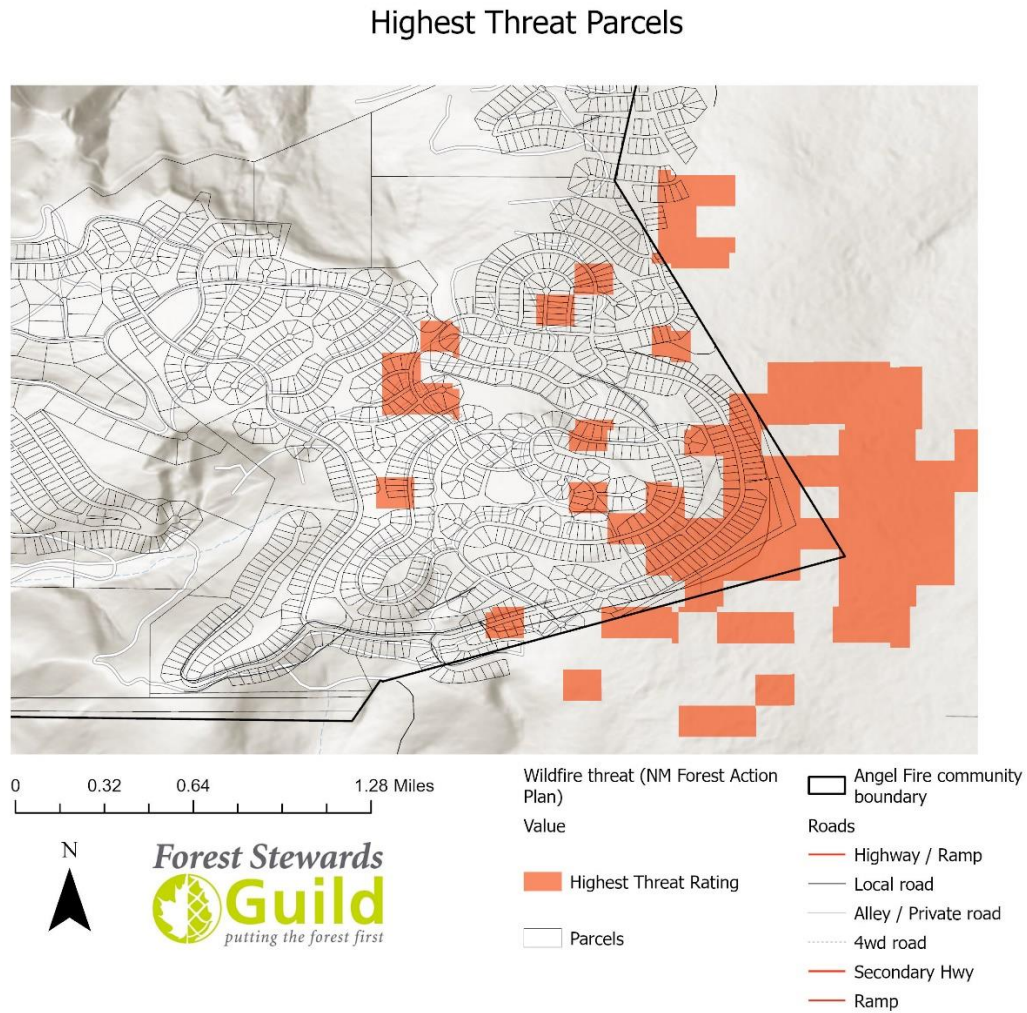 Highest Threat Parcels
0 0.32 0.64 1.28 Miles
N
Forest Stewards
Guild
putting the forest first
Wildfire threat (NM Forest Action
Plan)
Value
Highest Threat Rating
Parcels
Angel Fire community
boundary
Roads
Highway / Ramp
Local road
Alley / Private road
4wd road
Secondary Hwy
Ramp